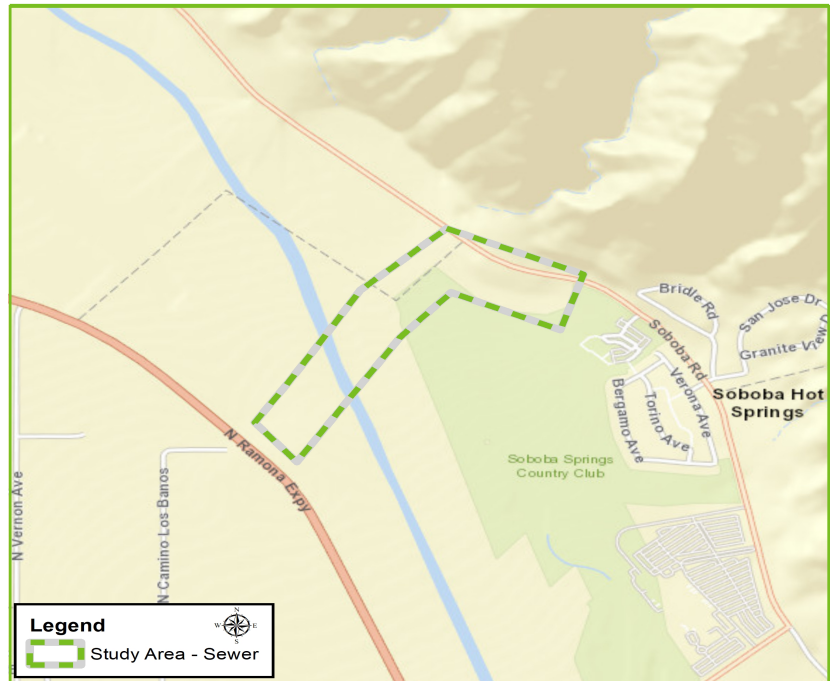 Bridle Rd
San Jose Dr
Granite View D
Soboba Rd
Verona Ave
Torino Ave
Bergamo Ave
Soboba Hot
Springs
Soboba Springs
Country Club
N Ramona Expy
N Vernon Ave
N Camino Los Banos
Legend
N
W E
S
Study Area - Sewer